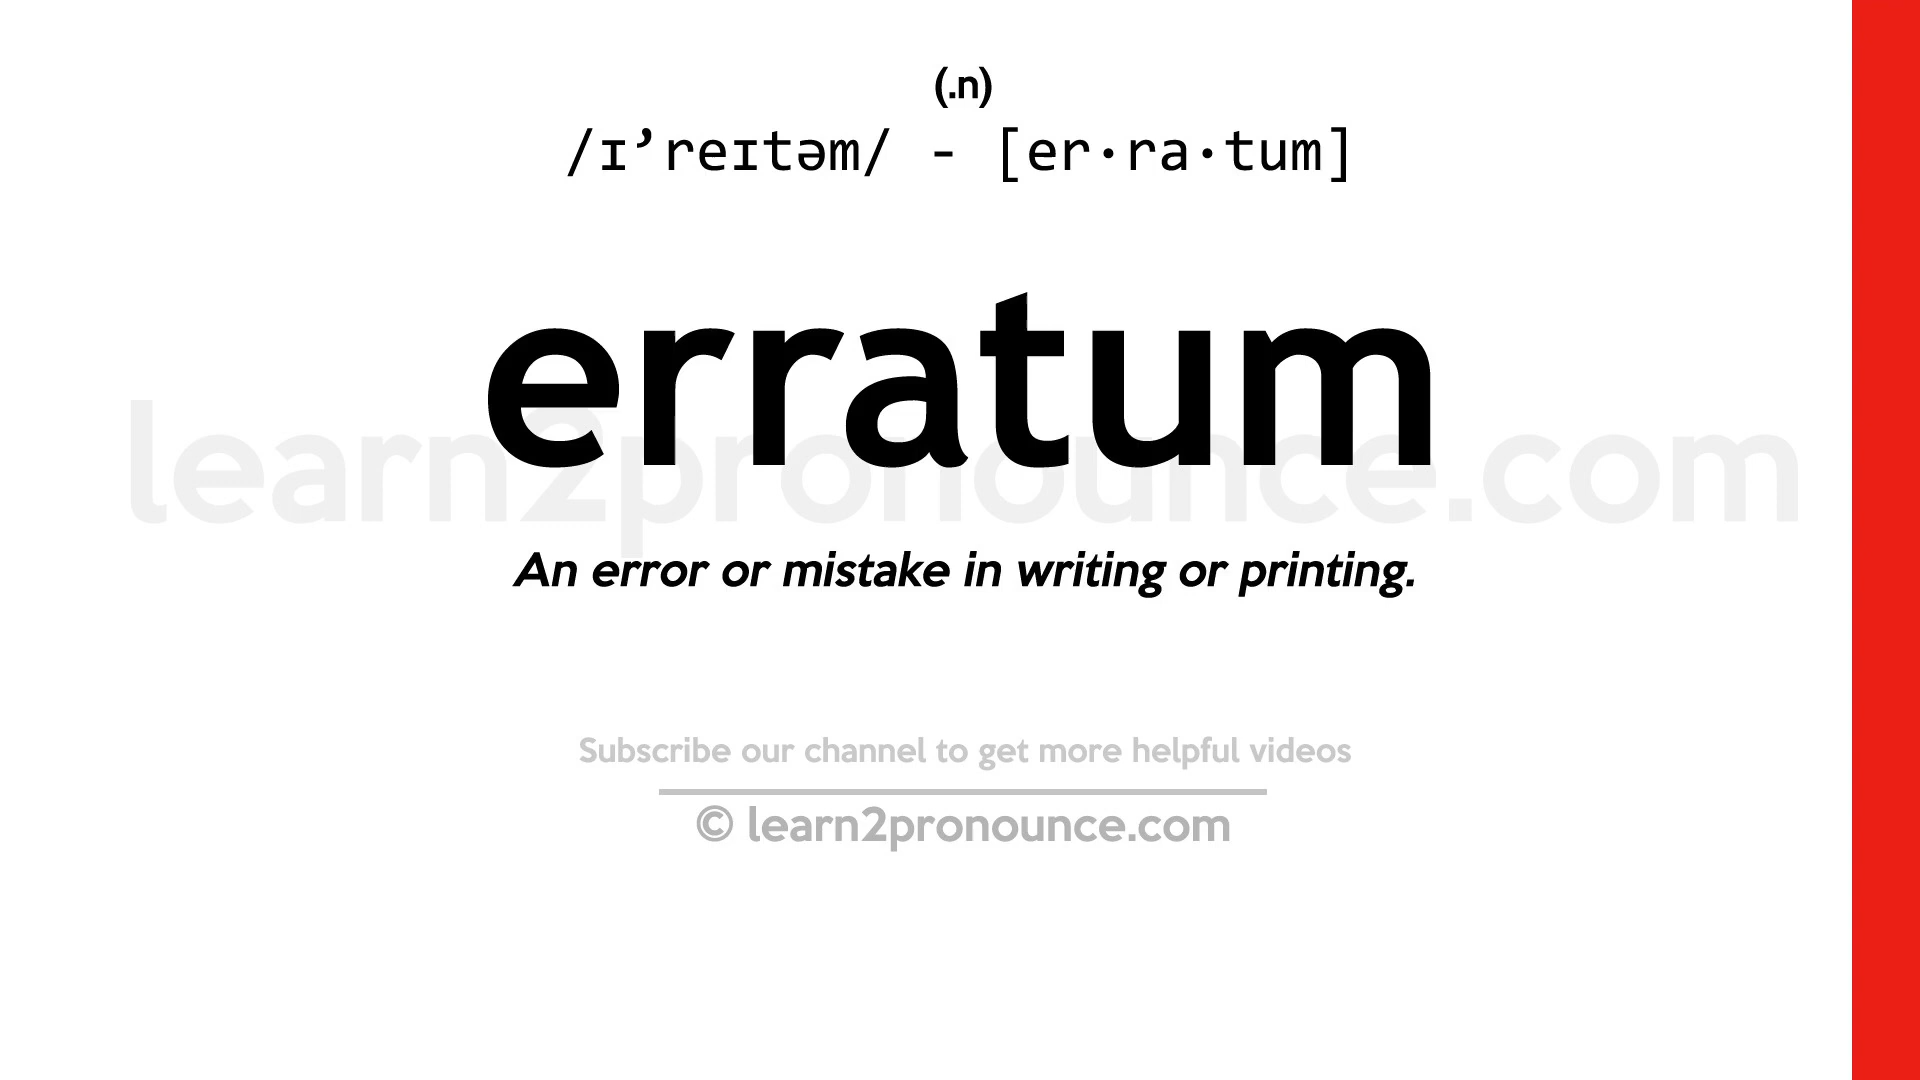 (.n)
/ɪ’reɪtəm/ - [er·ra·tum]
erratum
learn2pronounce.com
An error or mistake in writing or printing.
Subscribe our channel to get more helpful videos
© learn2pronounce.com